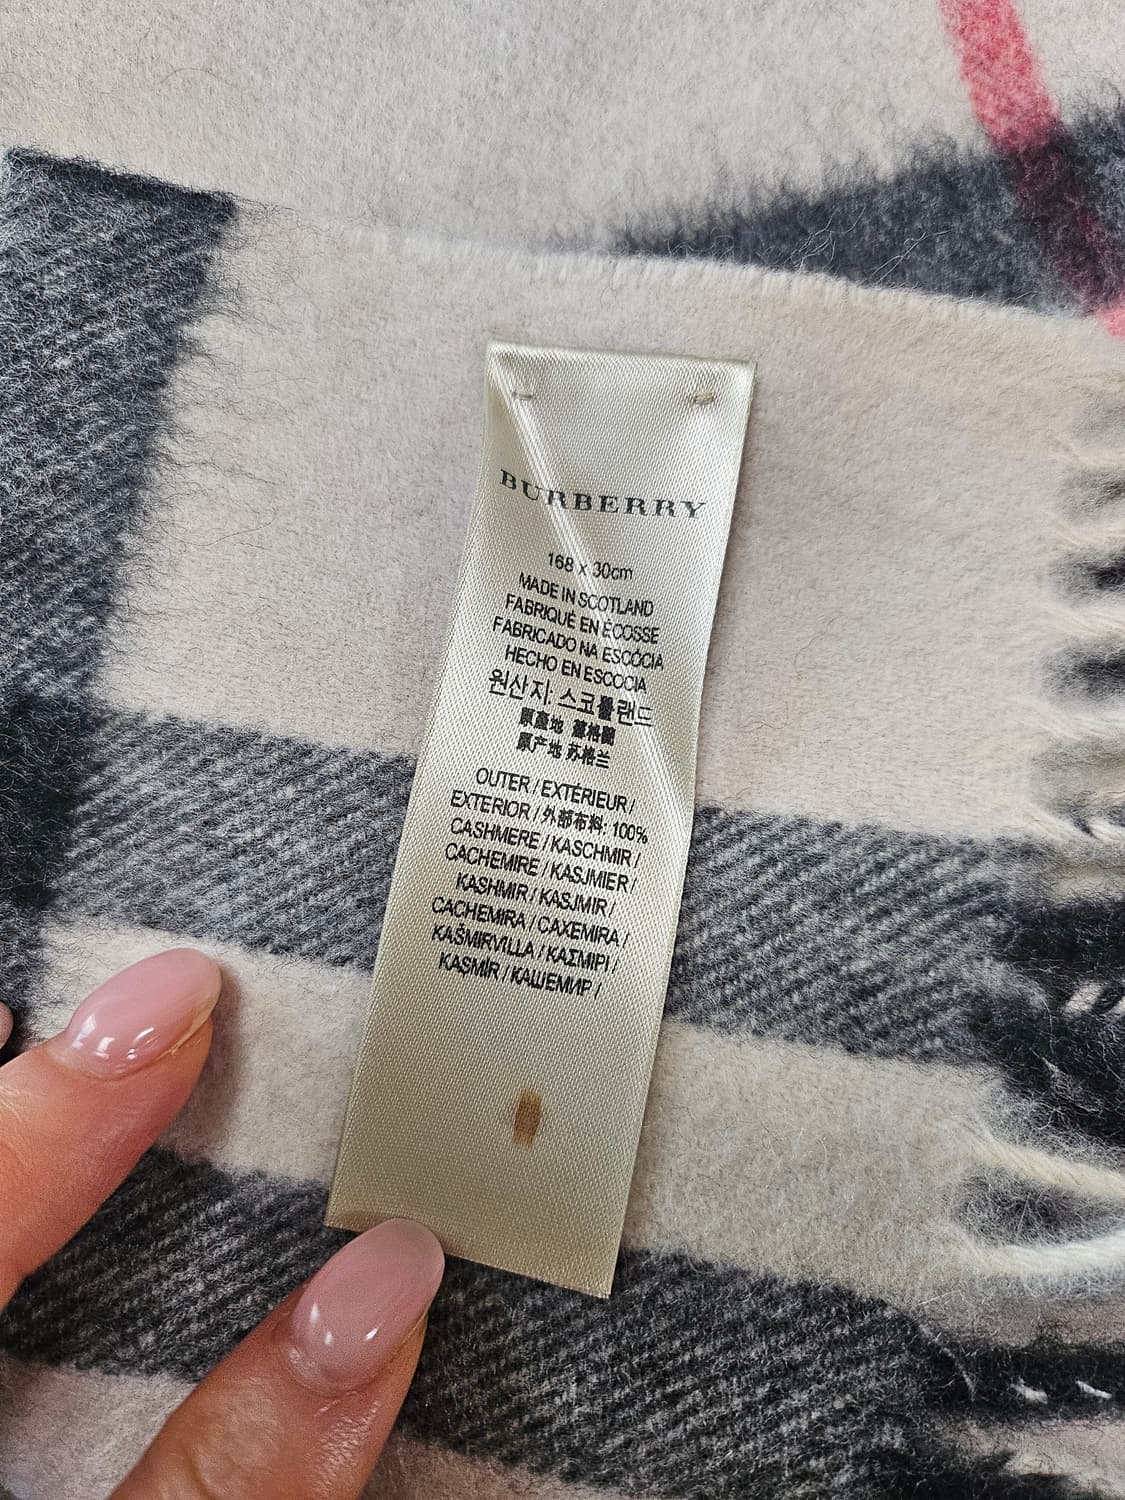 BURBERRY
168 x 30cm
MADE IN SCOTLAND
FABRIQUÉ EN ÉCOSSE
FABRICADO NA ESCÓCIA
HECHO EN ESCOCIA
원산지: 스코틀랜드
原產地 蘇格蘭
原产地 苏格兰
OUTER / EXTÉRIEUR /
EXTERIOR / 外部布料: 100%
CASHMERE / KASCHMIR /
CACHEMIRE / KASJMIER /
KASHMIR / KASJMIR /
CACHEMIRA / CAXEMIRA /
KAŠMIRVILLA / ΚΑΣΜΙΡΙ /
KASMÍR / КАШЕМИР /